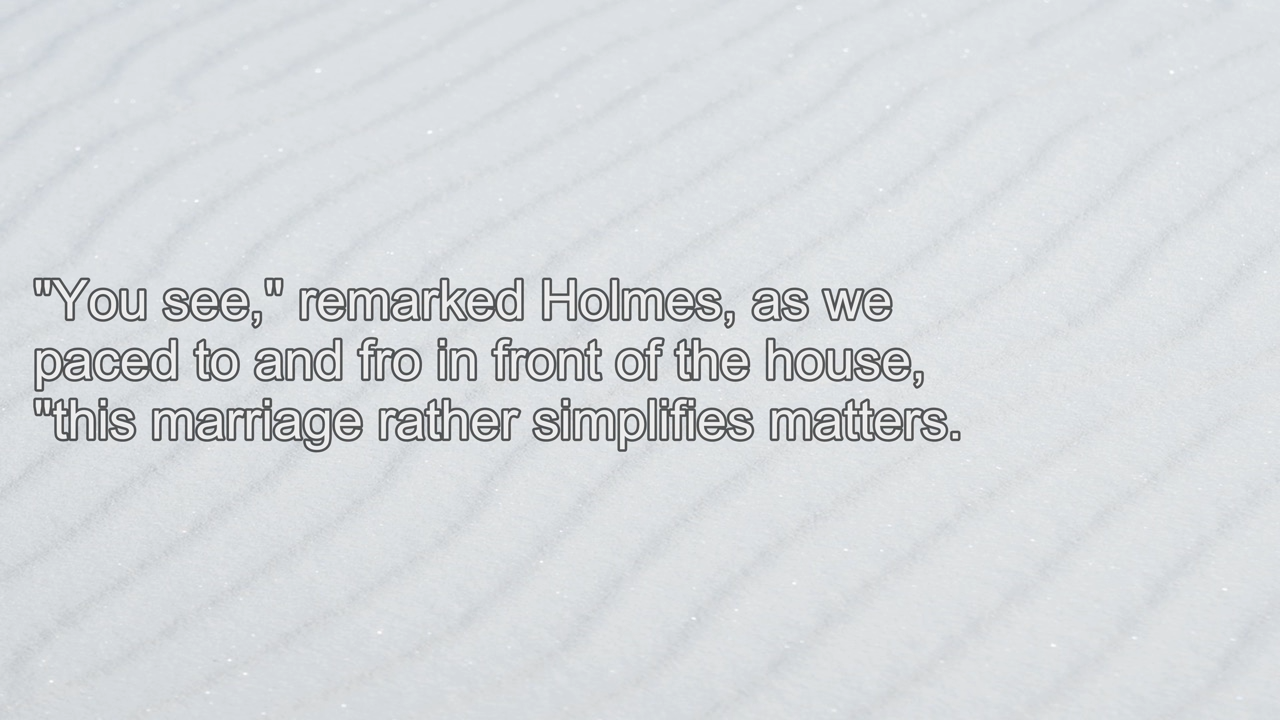 "You see," remarked Holmes, as we
paced to and fro in front of the house,
"this marriage rather simplifies matters.